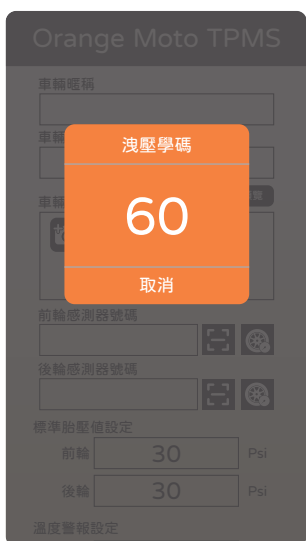 Orange Moto TPMS
車輛暱稱
洩壓學碼
60
取消
前輪感測器號碼
後輪感測器號碼
標準胎壓值設定
前輪 30 Psi
後輪 30 Psi
溫度警報設定